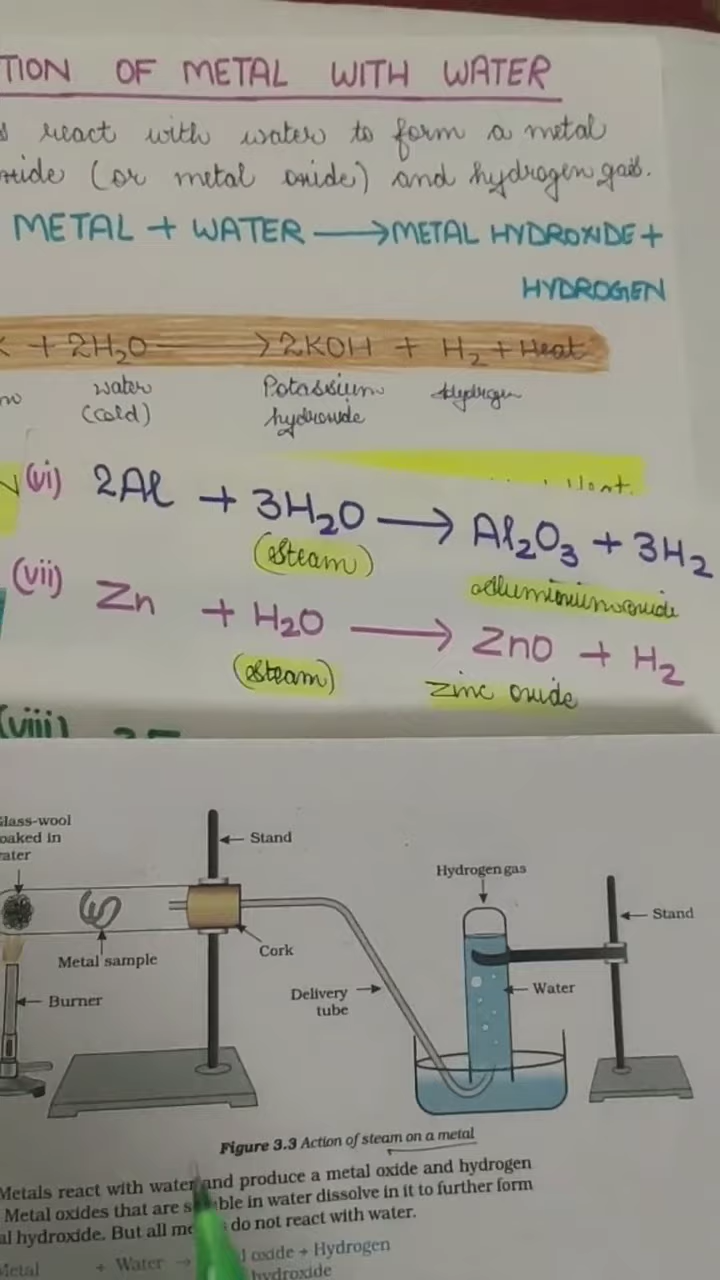 TION OF METAL WITH WATER
react with water to form a metal
oxide (or metal oxide) and hydrogen gas.
METAL + WATER → METAL HYDROXIDE +
HYDROGEN
+ 2H₂O → 2KOH + H₂ + Heat
water Potassium Hydrogen
(cold) hydroxide
(vi) 2Al + 3H₂O → Al₂O₃ + 3H₂
(steam) alluminium oxide
(vii) Zn + H₂O → ZnO + H₂
(steam) Zinc oxide
(viii)
Glass-wool
oaked in
ater
Stand
Hydrogen gas
Stand
Cork
Metal sample
Water
Delivery
tube
Burner
Figure 3.3 Action of steam on a metal
Metals react with water and produce a metal oxide and hydrogen
Metal oxides that are soluble in water dissolve in it to further form
al hydroxide. But all me do not react with water.
Metal + Water → l oxide + Hydrogen
hydroxide